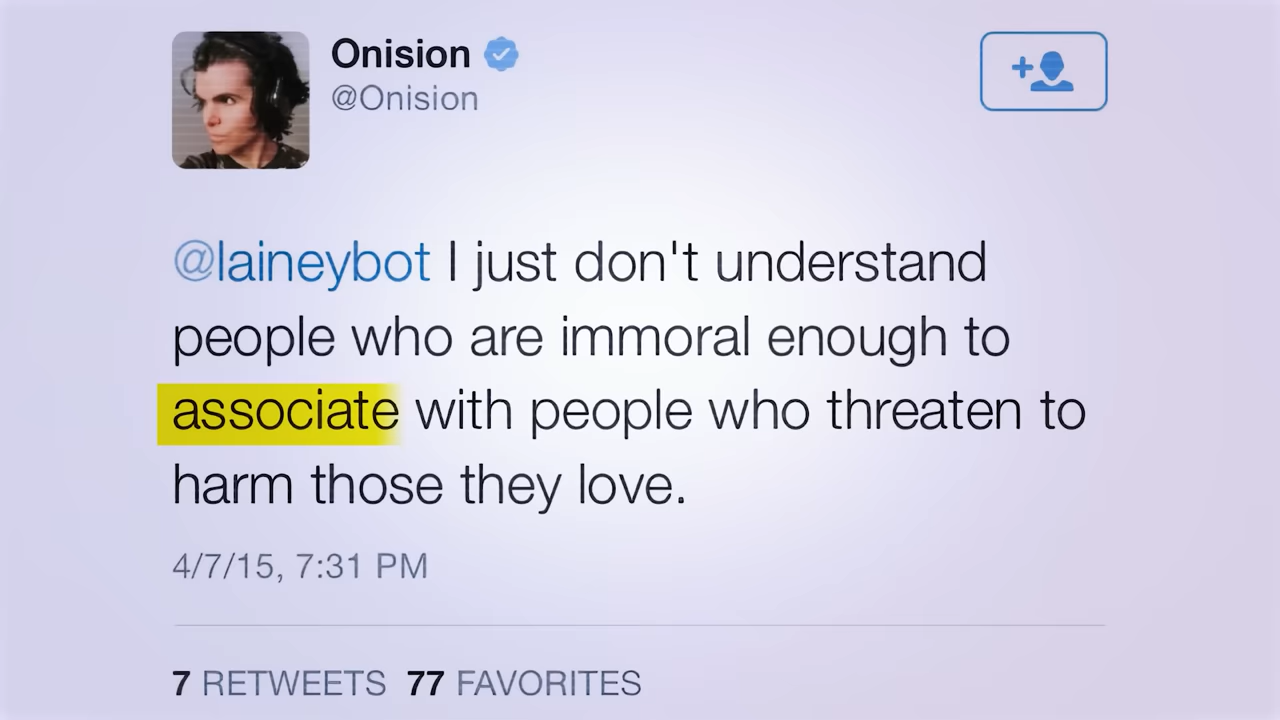 Onision
@Onision
@laineybot I just don't understand
people who are immoral enough to
associate with people who threaten to
harm those they love.
4/7/15, 7:31 PM
7 RETWEETS 77 FAVORITES